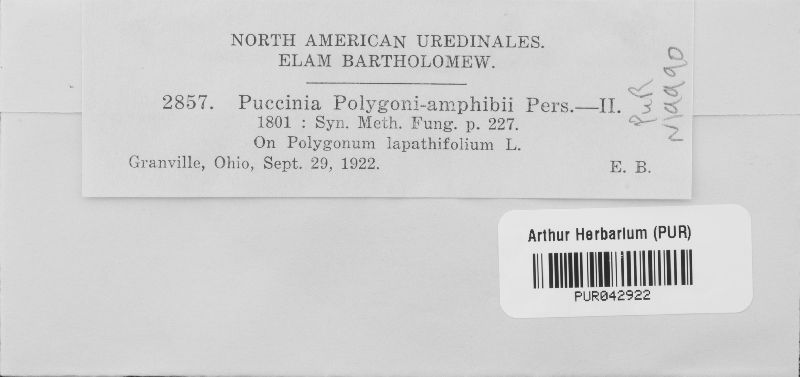 NORTH AMERICAN UREDINALES.
ELAM BARTHOLOMEW.
2857. Puccinia Polygoni-amphibii Pers.—II.
1801 : Syn. Meth. Fung. p. 227.
On Polygonum lapathifolium L.
Granville, Ohio, Sept. 29, 1922.
E. B.
PUR
N1aa90
Arthur Herbarium (PUR)
PUR042922